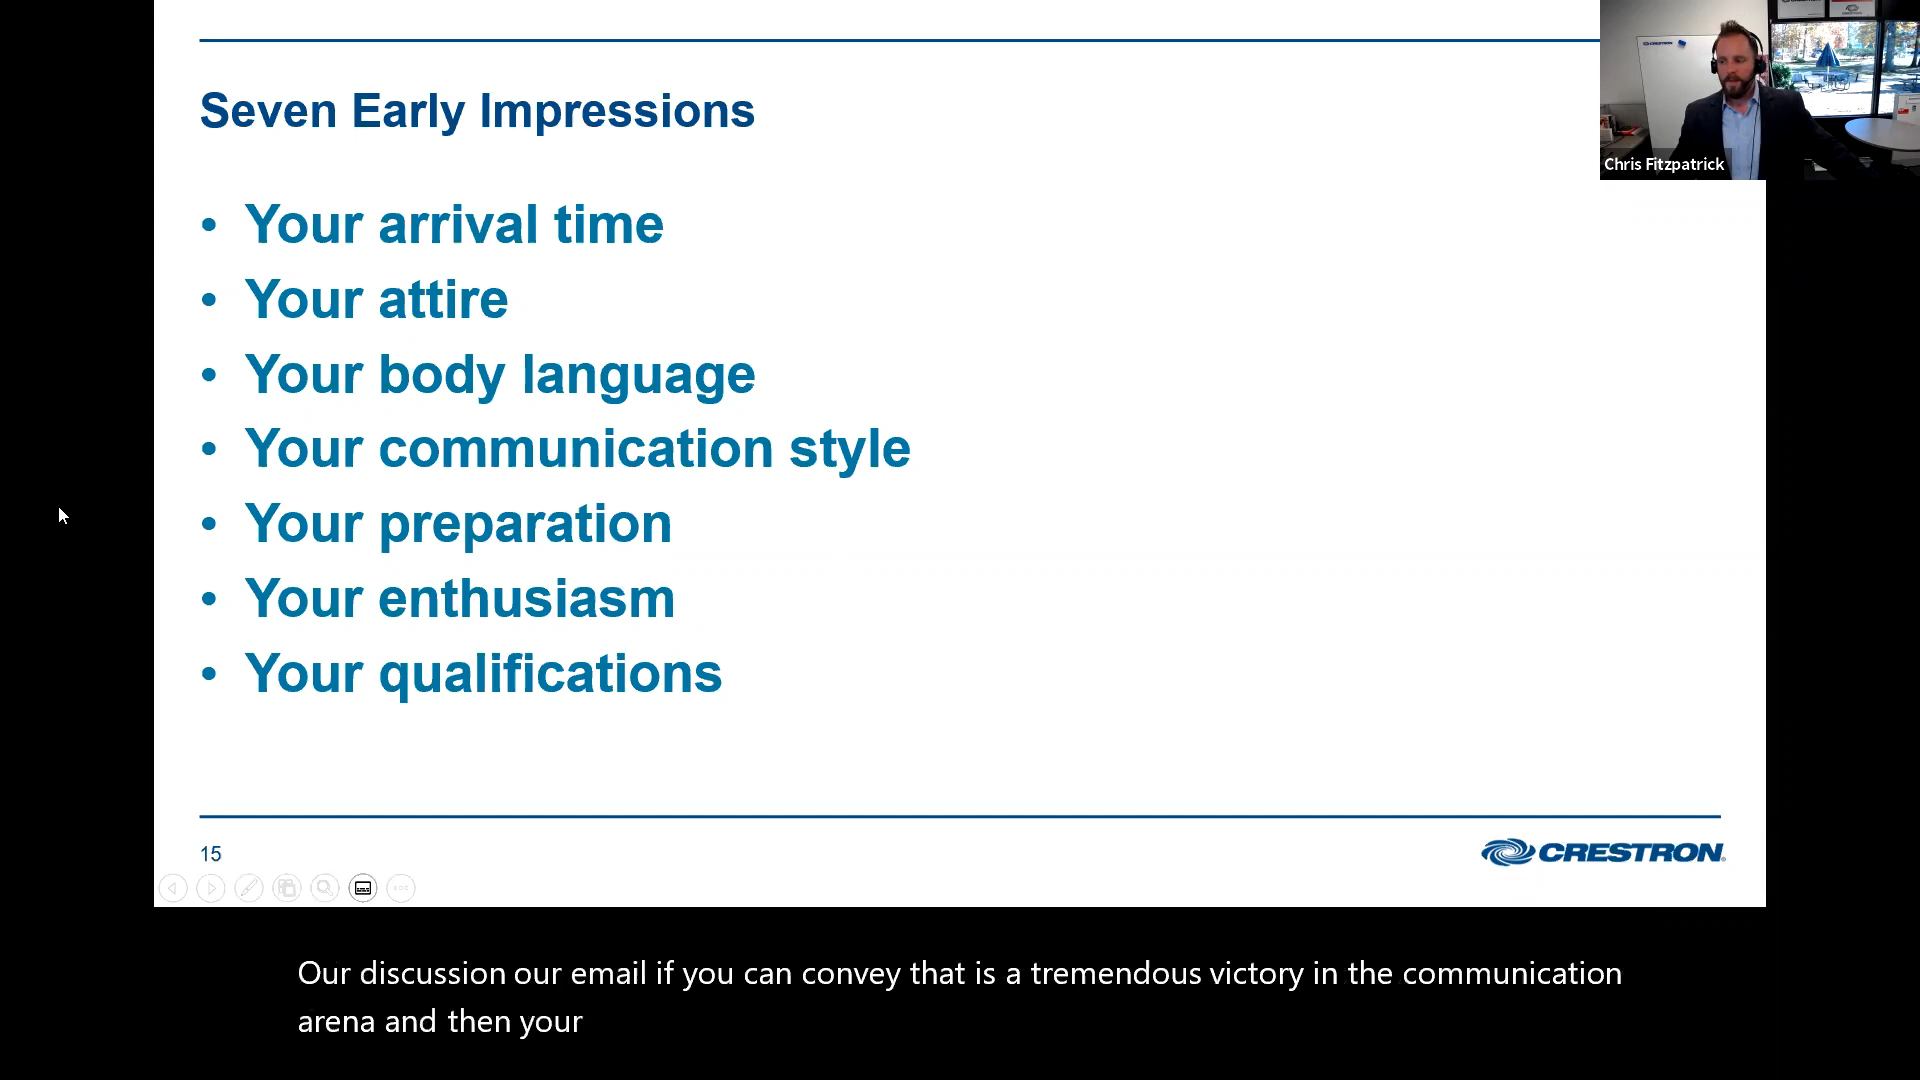 Seven Early Impressions
• Your arrival time
• Your attire
• Your body language
• Your communication style
• Your preparation
• Your enthusiasm
• Your qualifications
15
CRESTRON
CRESTRON
Chris Fitzpatrick
Our discussion our email if you can convey that is a tremendous victory in the communication
arena and then your